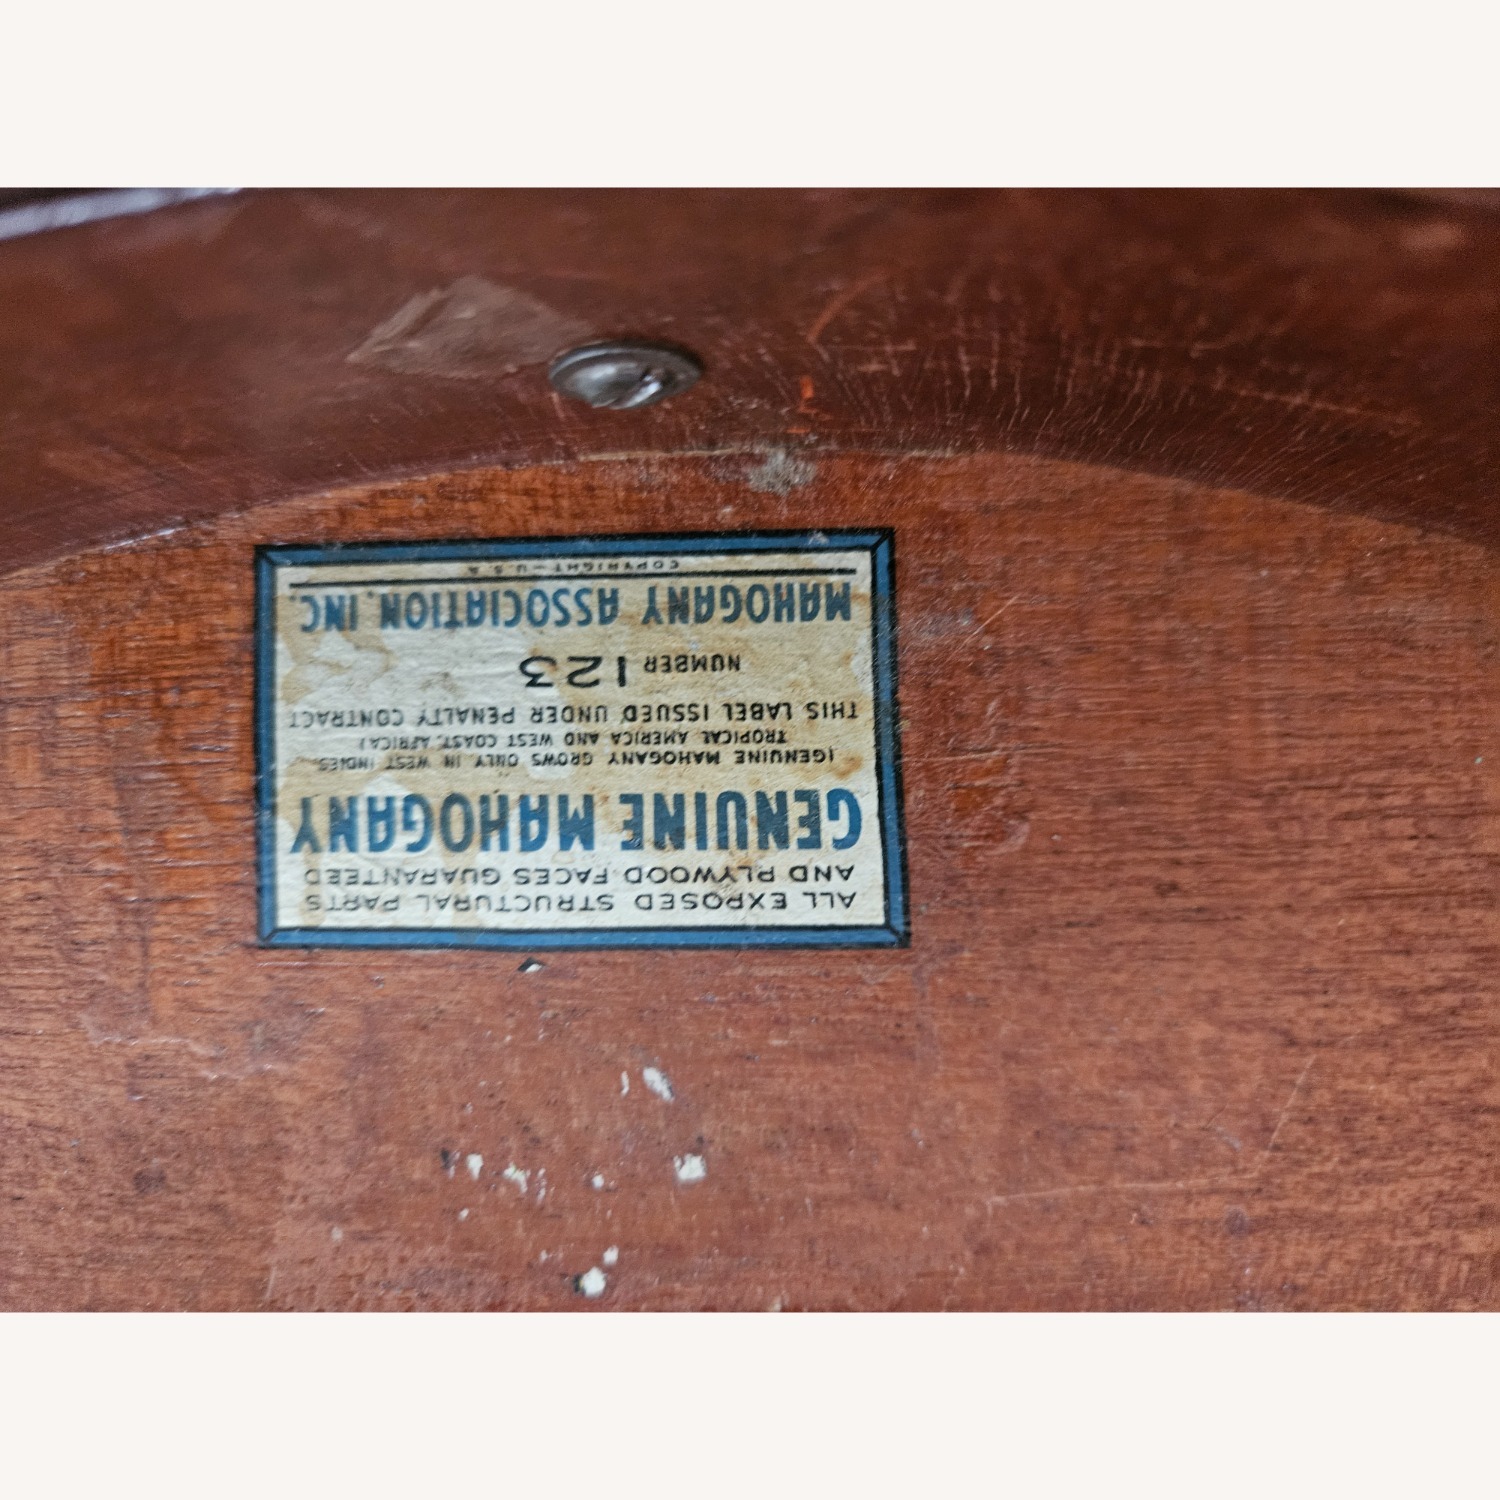 ALL EXPOSED STRUCTURAL PARTS
AND PLYWOOD FACES GUARANTEED
GENUINE MAHOGANY
(GENUINE MAHOGANY GROWS ONLY IN WEST INDIES,
TROPICAL AMERICA AND WEST COAST, AFRICA)
THIS LABEL ISSUED UNDER PENALTY CONTRACT
NUMBER 123
MAHOGANY ASSOCIATION, INC.
COPYRIGHT-U.S.A.